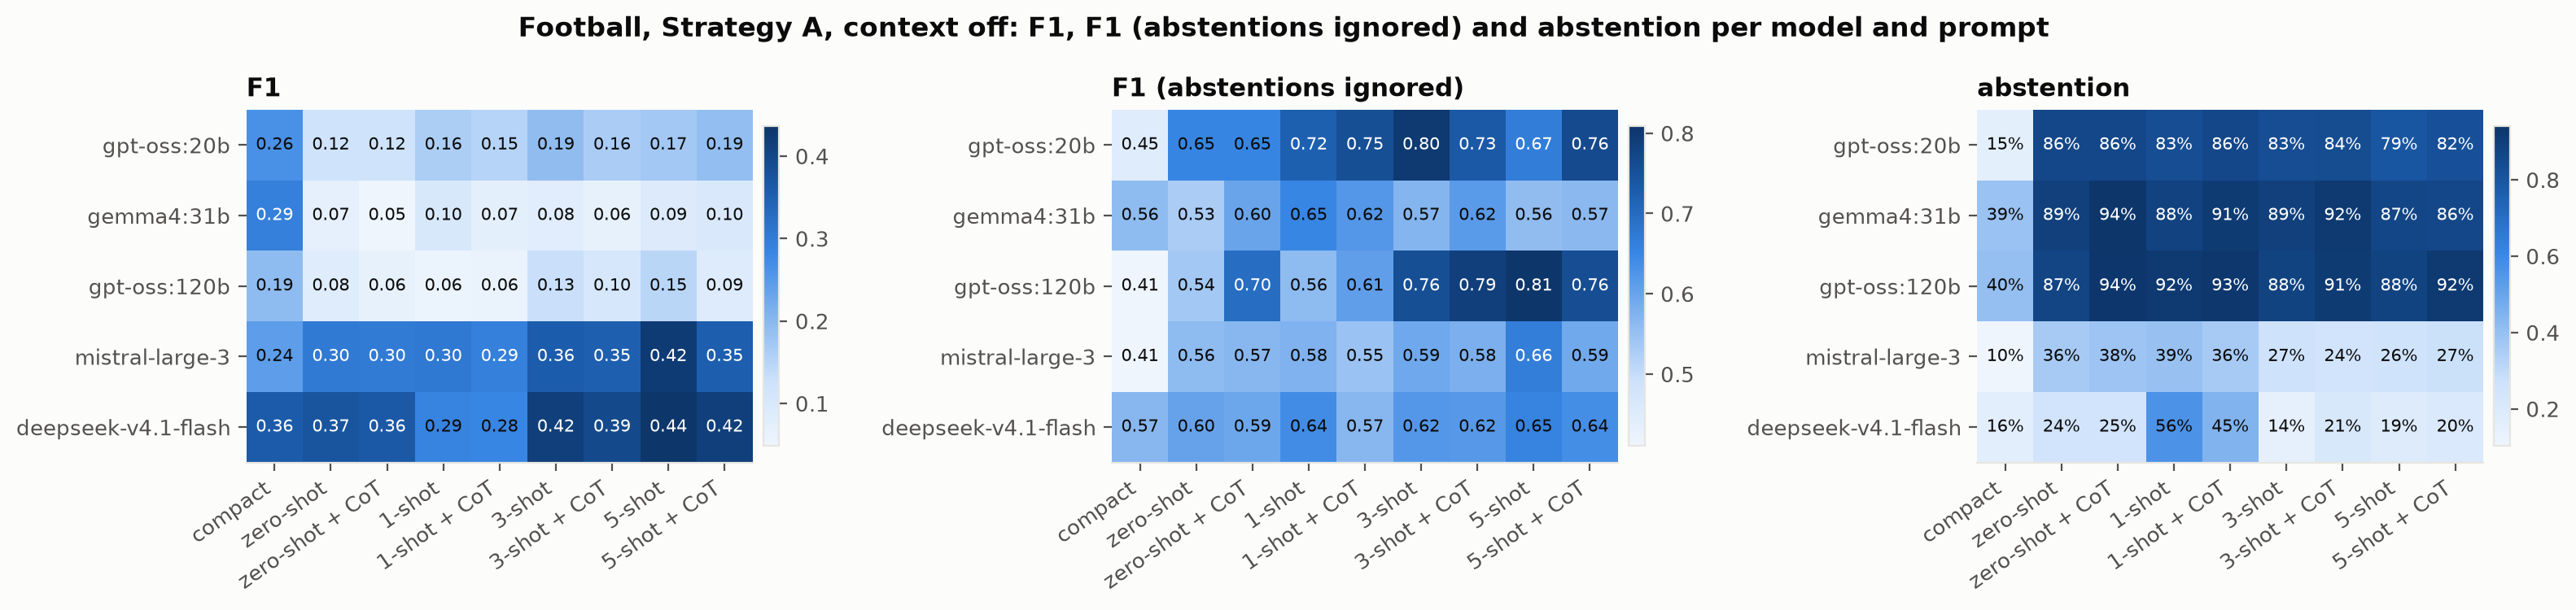 Football, Strategy A, context off: F1, F1 (abstentions ignored) and abstention per model and prompt
F1
gpt-oss:20b 0.26 0.12 0.12 0.16 0.15 0.19 0.16 0.17 0.19
gemma4:31b 0.29 0.07 0.05 0.10 0.07 0.08 0.06 0.09 0.10
gpt-oss:120b 0.19 0.08 0.06 0.06 0.06 0.13 0.10 0.15 0.09
mistral-large-3 0.24 0.30 0.30 0.30 0.29 0.36 0.35 0.42 0.35
deepseek-v4.1-flash 0.36 0.37 0.36 0.29 0.28 0.42 0.39 0.44 0.42
compact
zero-shot
zero-shot + CoT
1-shot
1-shot + CoT
3-shot
3-shot + CoT
5-shot
5-shot + CoT
0.4
0.3
0.2
0.1
F1 (abstentions ignored)
gpt-oss:20b 0.45 0.65 0.65 0.72 0.75 0.80 0.73 0.67 0.76
gemma4:31b 0.56 0.53 0.60 0.65 0.62 0.57 0.62 0.56 0.57
gpt-oss:120b 0.41 0.54 0.70 0.56 0.61 0.76 0.79 0.81 0.76
mistral-large-3 0.41 0.56 0.57 0.58 0.55 0.59 0.58 0.66 0.59
deepseek-v4.1-flash 0.57 0.60 0.59 0.64 0.57 0.62 0.62 0.65 0.64
compact
zero-shot
zero-shot + CoT
1-shot
1-shot + CoT
3-shot
3-shot + CoT
5-shot
5-shot + CoT
0.8
0.7
0.6
0.5
abstention
gpt-oss:20b 15% 86% 86% 83% 86% 83% 84% 79% 82%
gemma4:31b 39% 89% 94% 88% 91% 89% 92% 87% 86%
gpt-oss:120b 40% 87% 94% 92% 93% 88% 91% 88% 92%
mistral-large-3 10% 36% 38% 39% 36% 27% 24% 26% 27%
deepseek-v4.1-flash 16% 24% 25% 56% 45% 14% 21% 19% 20%
compact
zero-shot
zero-shot + CoT
1-shot
1-shot + CoT
3-shot
3-shot + CoT
5-shot
5-shot + CoT
0.8
0.6
0.4
0.2